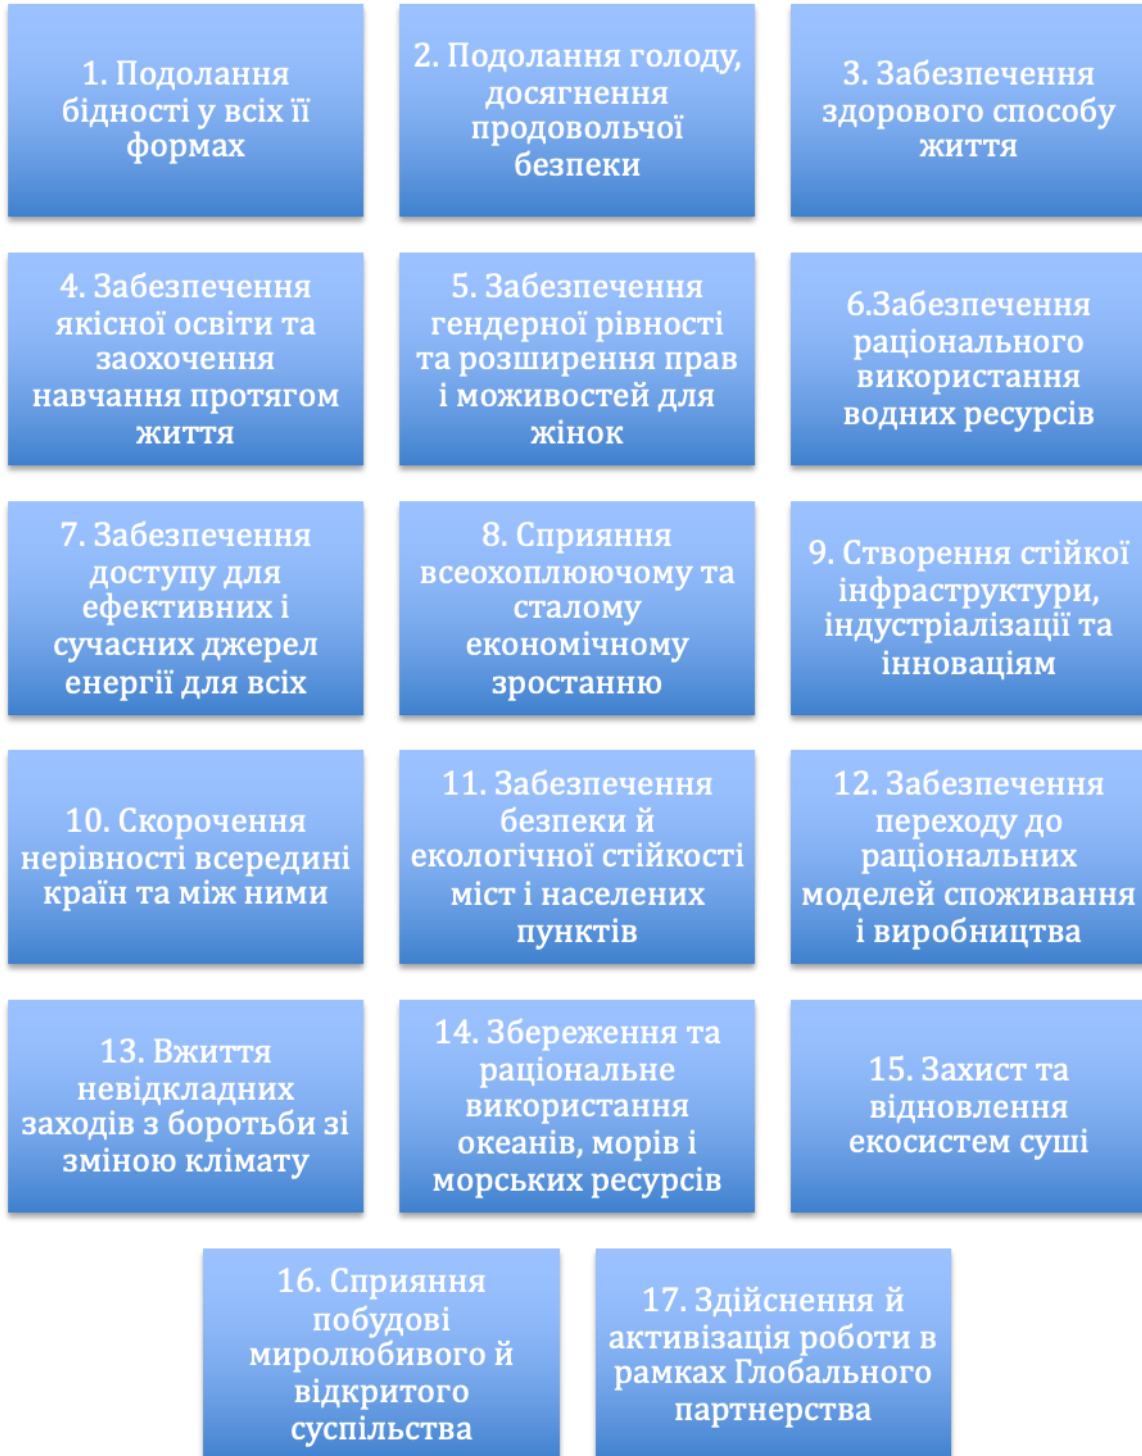 1. Подолання
бідності у всіх її
формах
2. Подолання голоду,
досягнення
продовольчої
безпеки
3. Забезпечення
здорового способу
життя
4. Забезпечення
якісної освіти та
заохочення
навчання протягом
життя
5. Забезпечення
гендерної рівності
та розширення прав
і моживостей для
жінок
6.Забезпечення
раціонального
використання
водних ресурсів
7. Забезпечення
доступу для
ефективних і
сучасних джерел
енергії для всіх
8. Сприяння
всеохоплюючому та
сталому
економічному
зростанню
9. Створення стійкої
інфраструктури,
індустріалізації та
інноваціям
10. Скорочення
нерівності всередині
країн та між ними
11. Забезпечення
безпеки й
екологічної стійкості
міст і населених
пунктів
12. Забезпечення
переходу до
раціональних
моделей споживання
і виробництва
13. Вжиття
невідкладних
заходів з боротьби зі
зміною клімату
14. Збереження та
раціональне
використання
океанів, морів і
морських ресурсів
15. Захист та
відновлення
екосистем суші
16. Сприяння
побудові
миролюбивого й
відкритого
суспільства
17. Здійснення й
активізація роботи в
рамках Глобального
партнерства